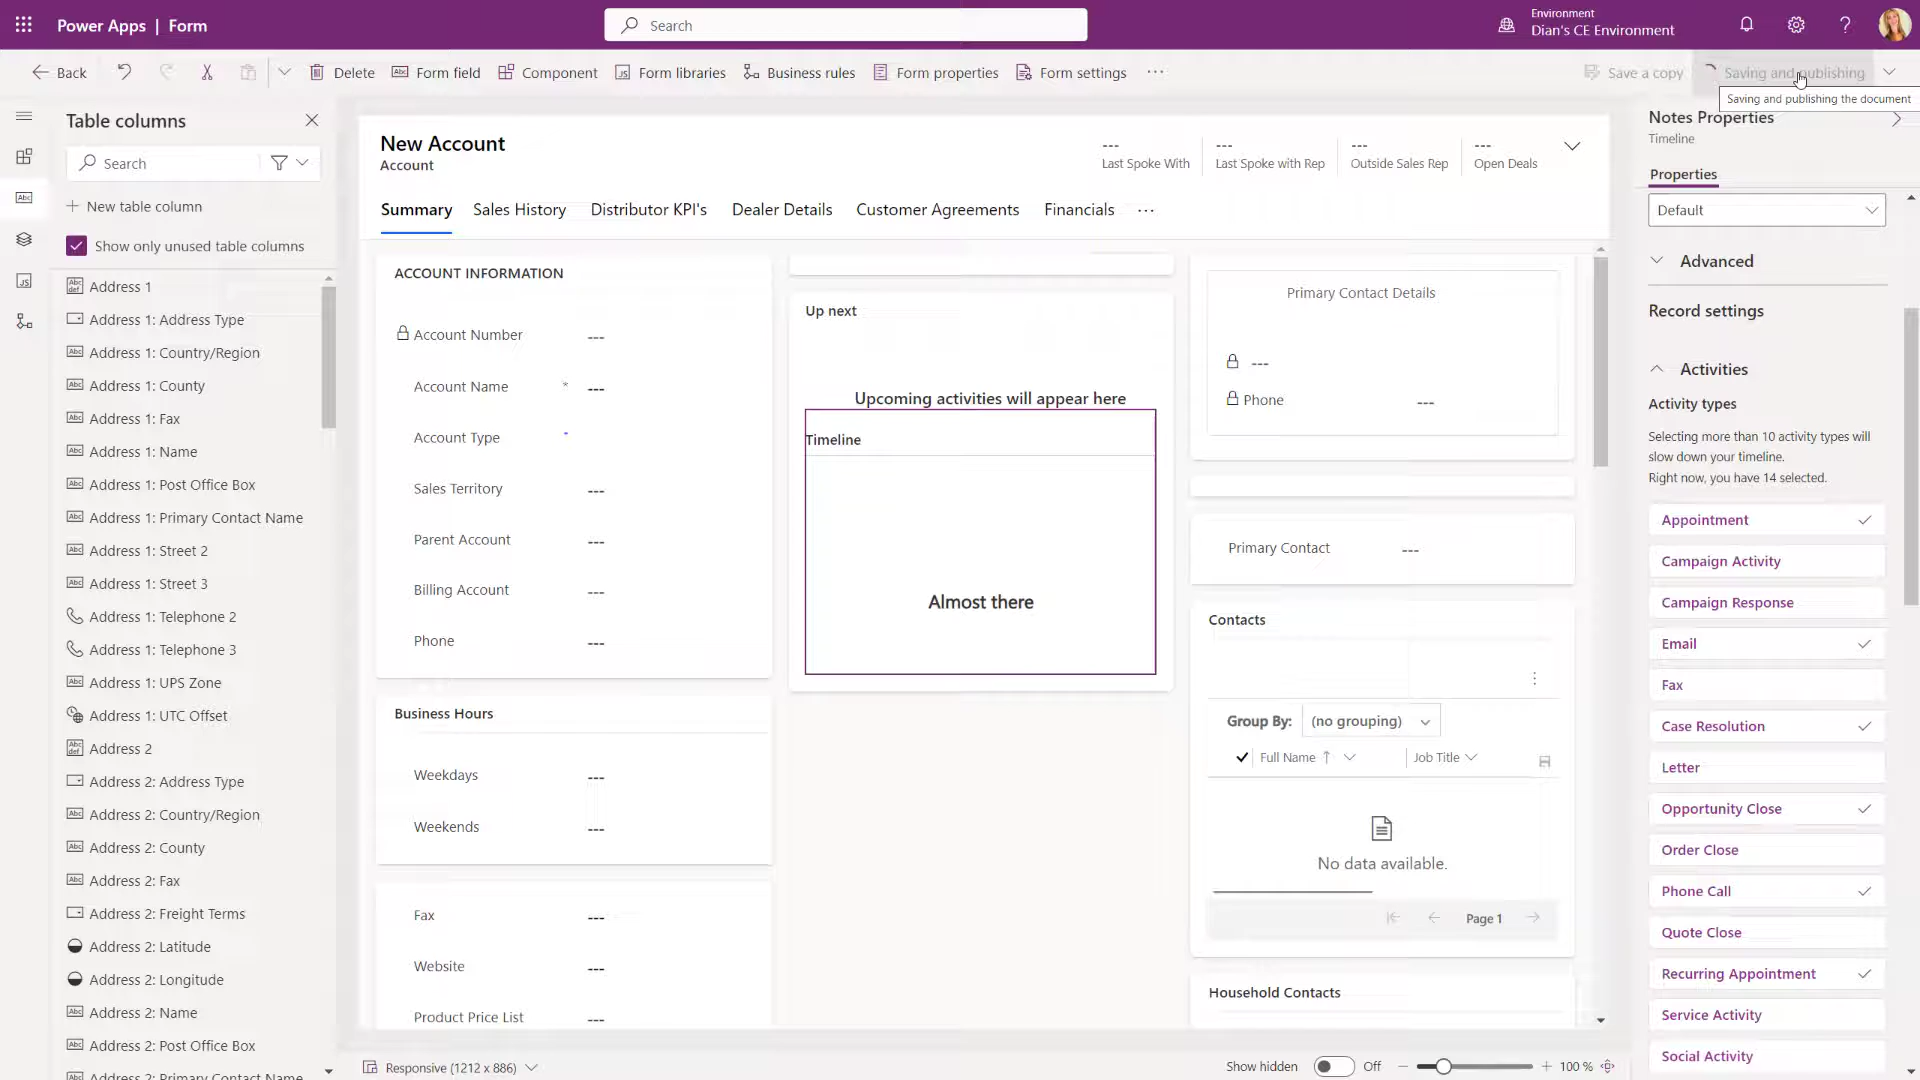 Power Apps | Form
Search
Environment
Dian's CE Environment
Back
Delete
Form field
Component
Form libraries
Business rules
Form properties
Form settings
Save a copy
Saving and publishing
Saving and publishing the document
Table columns
Search
New table column
Show only unused table columns
Address 1
Address 1: Address Type
Address 1: Country/Region
Address 1: County
Address 1: Fax
Address 1: Name
Address 1: Post Office Box
Address 1: Primary Contact Name
Address 1: Street 2
Address 1: Street 3
Address 1: Telephone 2
Address 1: Telephone 3
Address 1: UPS Zone
Address 1: UTC Offset
Address 2
Address 2: Address Type
Address 2: Country/Region
Address 2: County
Address 2: Fax
Address 2: Freight Terms
Address 2: Latitude
Address 2: Longitude
Address 2: Name
Address 2: Post Office Box
Address 2: Primary Contact Name
New Account
Account
---
Last Spoke With
---
Last Spoke with Rep
---
Outside Sales Rep
---
Open Deals
Summary
Sales History
Distributor KPI's
Dealer Details
Customer Agreements
Financials
ACCOUNT INFORMATION
Account Number ---
Account Name * ---
Account Type
Sales Territory ---
Parent Account ---
Billing Account ---
Phone ---
Business Hours
Weekdays ---
Weekends ---
Fax ---
Website ---
Product Price List ---
Up next
Upcoming activities will appear here
Timeline
Almost there
Primary Contact Details
---
Phone ---
Primary Contact ---
Contacts
Group By: (no grouping)
Full Name
Job Title
No data available.
Page 1
Household Contacts
Responsive (1212 x 886)
Show hidden
Off
100 %
Notes Properties
Timeline
Properties
Default
Advanced
Record settings
Activities
Activity types
Selecting more than 10 activity types will
slow down your timeline.
Right now, you have 14 selected.
Appointment
Campaign Activity
Campaign Response
Email
Fax
Case Resolution
Letter
Opportunity Close
Order Close
Phone Call
Quote Close
Recurring Appointment
Service Activity
Social Activity